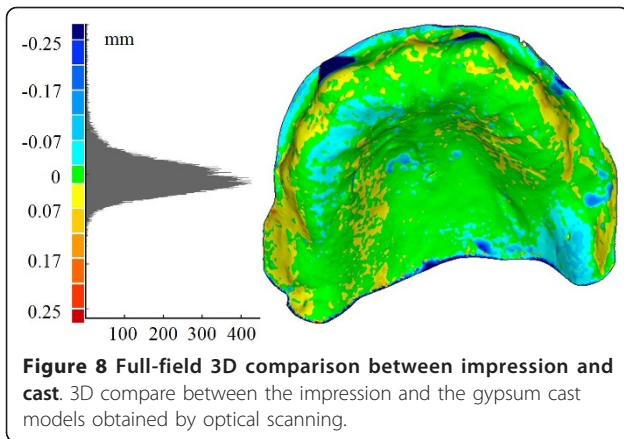 -0.25
mm
-0.17
-0.07
0
0.07
0.17
0.25
100 200 300 400
Figure 8 Full-field 3D comparison between impression and
cast. 3D compare between the impression and the gypsum cast
models obtained by optical scanning.